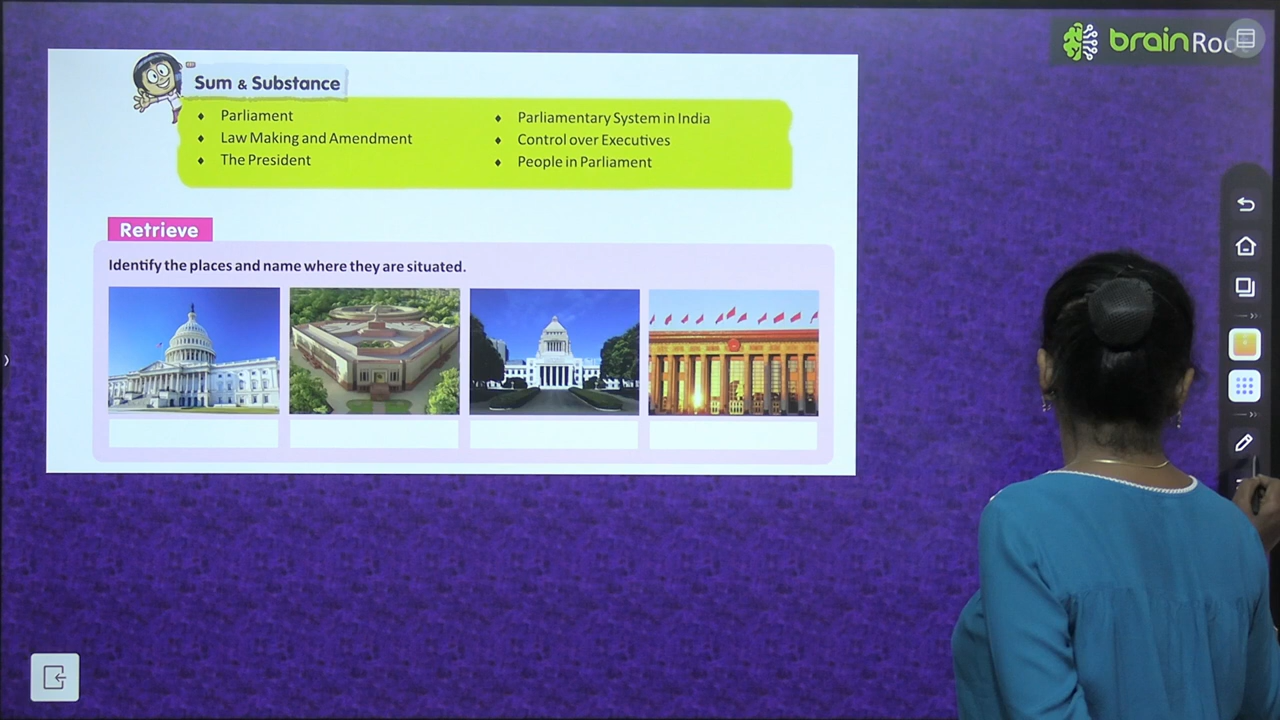 brainRoot
Sum & Substance
Parliament
Law Making and Amendment
The President
Parliamentary System in India
Control over Executives
People in Parliament
Retrieve
Identify the places and name where they are situated.